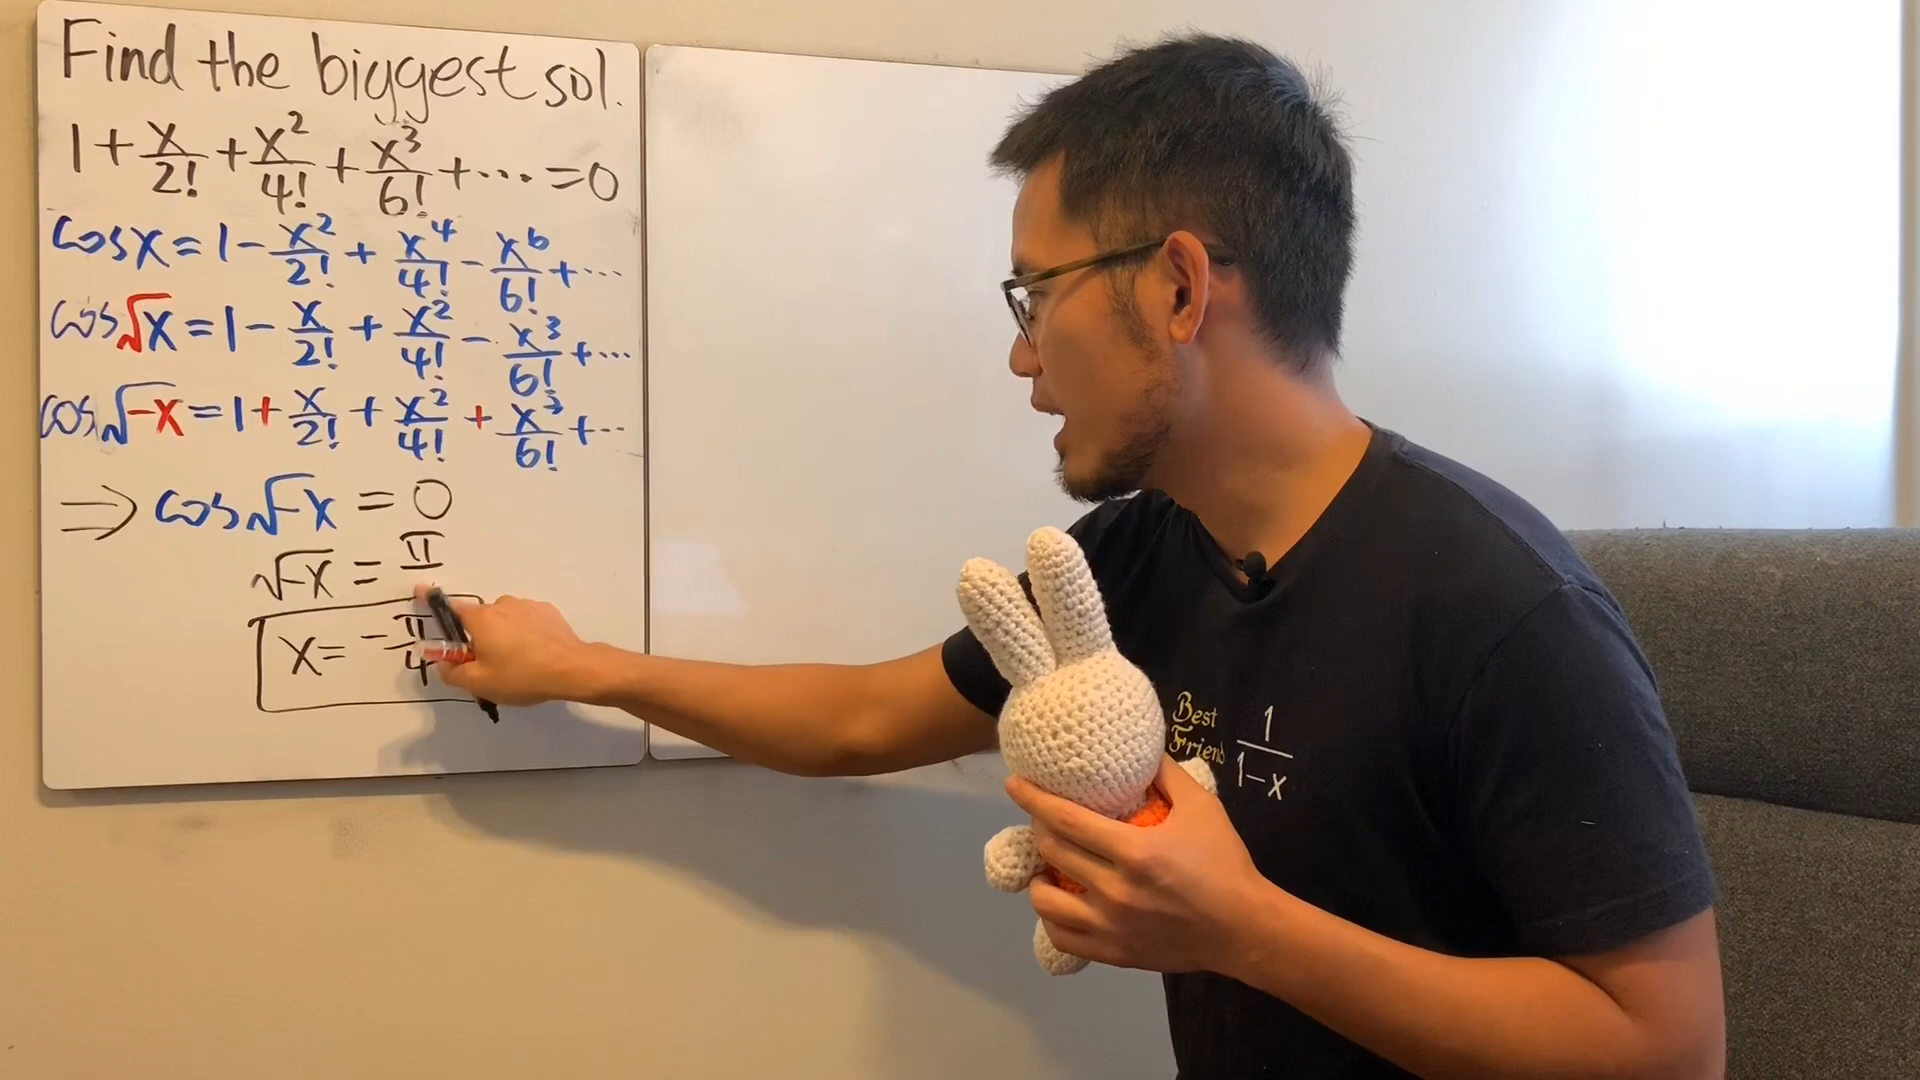 Find the biggest sol.
1 + x/2! + x²/4! + x³/6! + ⋯ = 0
cos x = 1 − x²/2! + x⁴/4! − x⁶/6! + ⋯
cos √x = 1 − x/2! + x²/4! − x³/6! + ⋯
cos √-x = 1 + x/2! + x²/4! + x³/6! + ⋯
⇒ cos √-x = 0
√-x = π
x = − π/4
Best
Friend
1/(1−x)